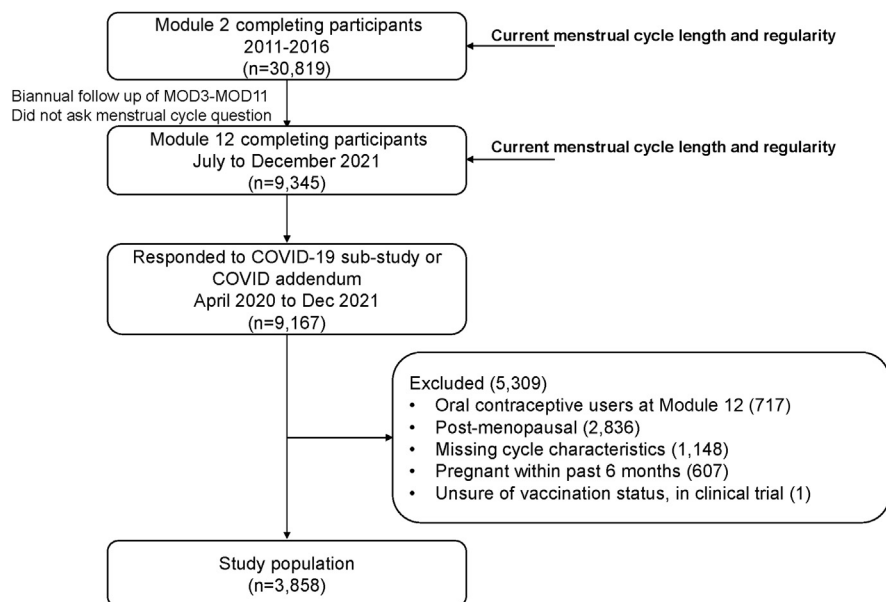 Module 2 completing participants
2011-2016
(n=30,819)
Current menstrual cycle length and regularity
Biannual follow up of MOD3-MOD11
Did not ask menstrual cycle question
Module 12 completing participants
July to December 2021
(n=9,345)
Current menstrual cycle length and regularity
Responded to COVID-19 sub-study or
COVID addendum
April 2020 to Dec 2021
(n=9,167)
Excluded (5,309)
• Oral contraceptive users at Module 12 (717)
• Post-menopausal (2,836)
• Missing cycle characteristics (1,148)
• Pregnant within past 6 months (607)
• Unsure of vaccination status, in clinical trial (1)
Study population
(n=3,858)